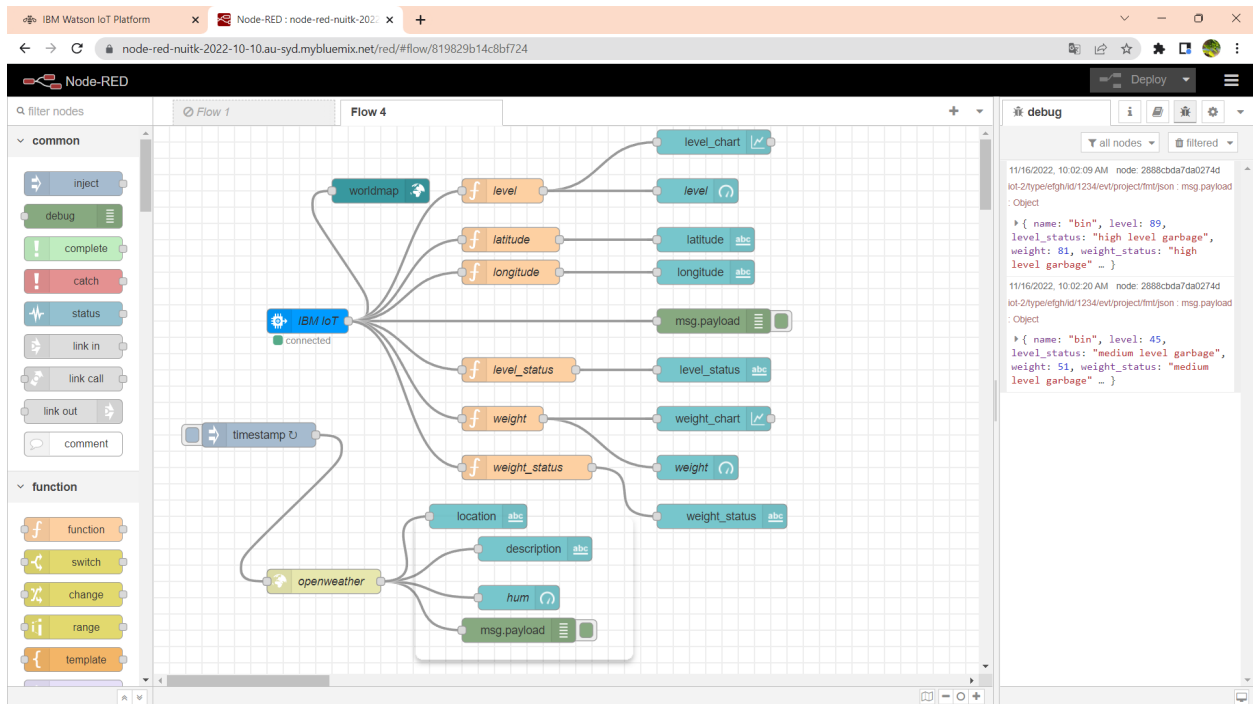 IBM Watson IoT Platform
Node-RED : node-red-nuitk-202
node-red-nuitk-2022-10-10.au-syd.mybluemix.net/red/#flow/819829b14c8bf724
Node-RED
Deploy
filter nodes
common
inject
debug
complete
catch
status
link in
link call
link out
comment
function
function
switch
change
range
template
Flow 1
Flow 4
level_chart
worldmap
level
level
latitude
latitude
abc
longitude
longitude
abc
IBM IoT
connected
msg.payload
level_status
level_status
abc
timestamp ↻
weight
weight_chart
weight_status
weight
location
abc
weight_status
abc
description
abc
openweather
hum
msg.payload
debug
i
all nodes
filtered
11/16/2022, 10:02:09 AM node: 2888cbda7da0274d
iot-2/type/efgh/id/1234/evt/project/fmt/json : msg.payload
: Object
{ name: "bin", level: 89,
level_status: "high level garbage",
weight: 81, weight_status: "high
level garbage" … }
11/16/2022, 10:02:20 AM node: 2888cbda7da0274d
iot-2/type/efgh/id/1234/evt/project/fmt/json : msg.payload
: Object
{ name: "bin", level: 45,
level_status: "medium level garbage",
weight: 51, weight_status: "medium
level garbage" … }